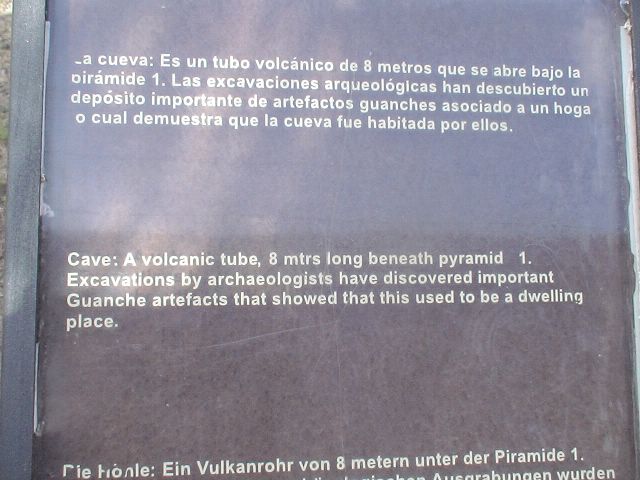 La cueva: Es un tubo volcánico de 8 metros que se abre bajo la
pirámide 1. Las excavaciones arqueológicas han descubierto un
depósito importante de artefactos guanches asociado a un hoga
o cual demuestra que la cueva fue habitada por ellos.
Cave: A volcanic tube, 8 mtrs long beneath pyramid 1.
Excavations by archaeologists have discovered important
Guanche artefacts that showed that this used to be a dwelling
place.
Die Höhle: Ein Vulkanrohr von 8 metern unter der Piramide 1.
Ausgrabungen wurden